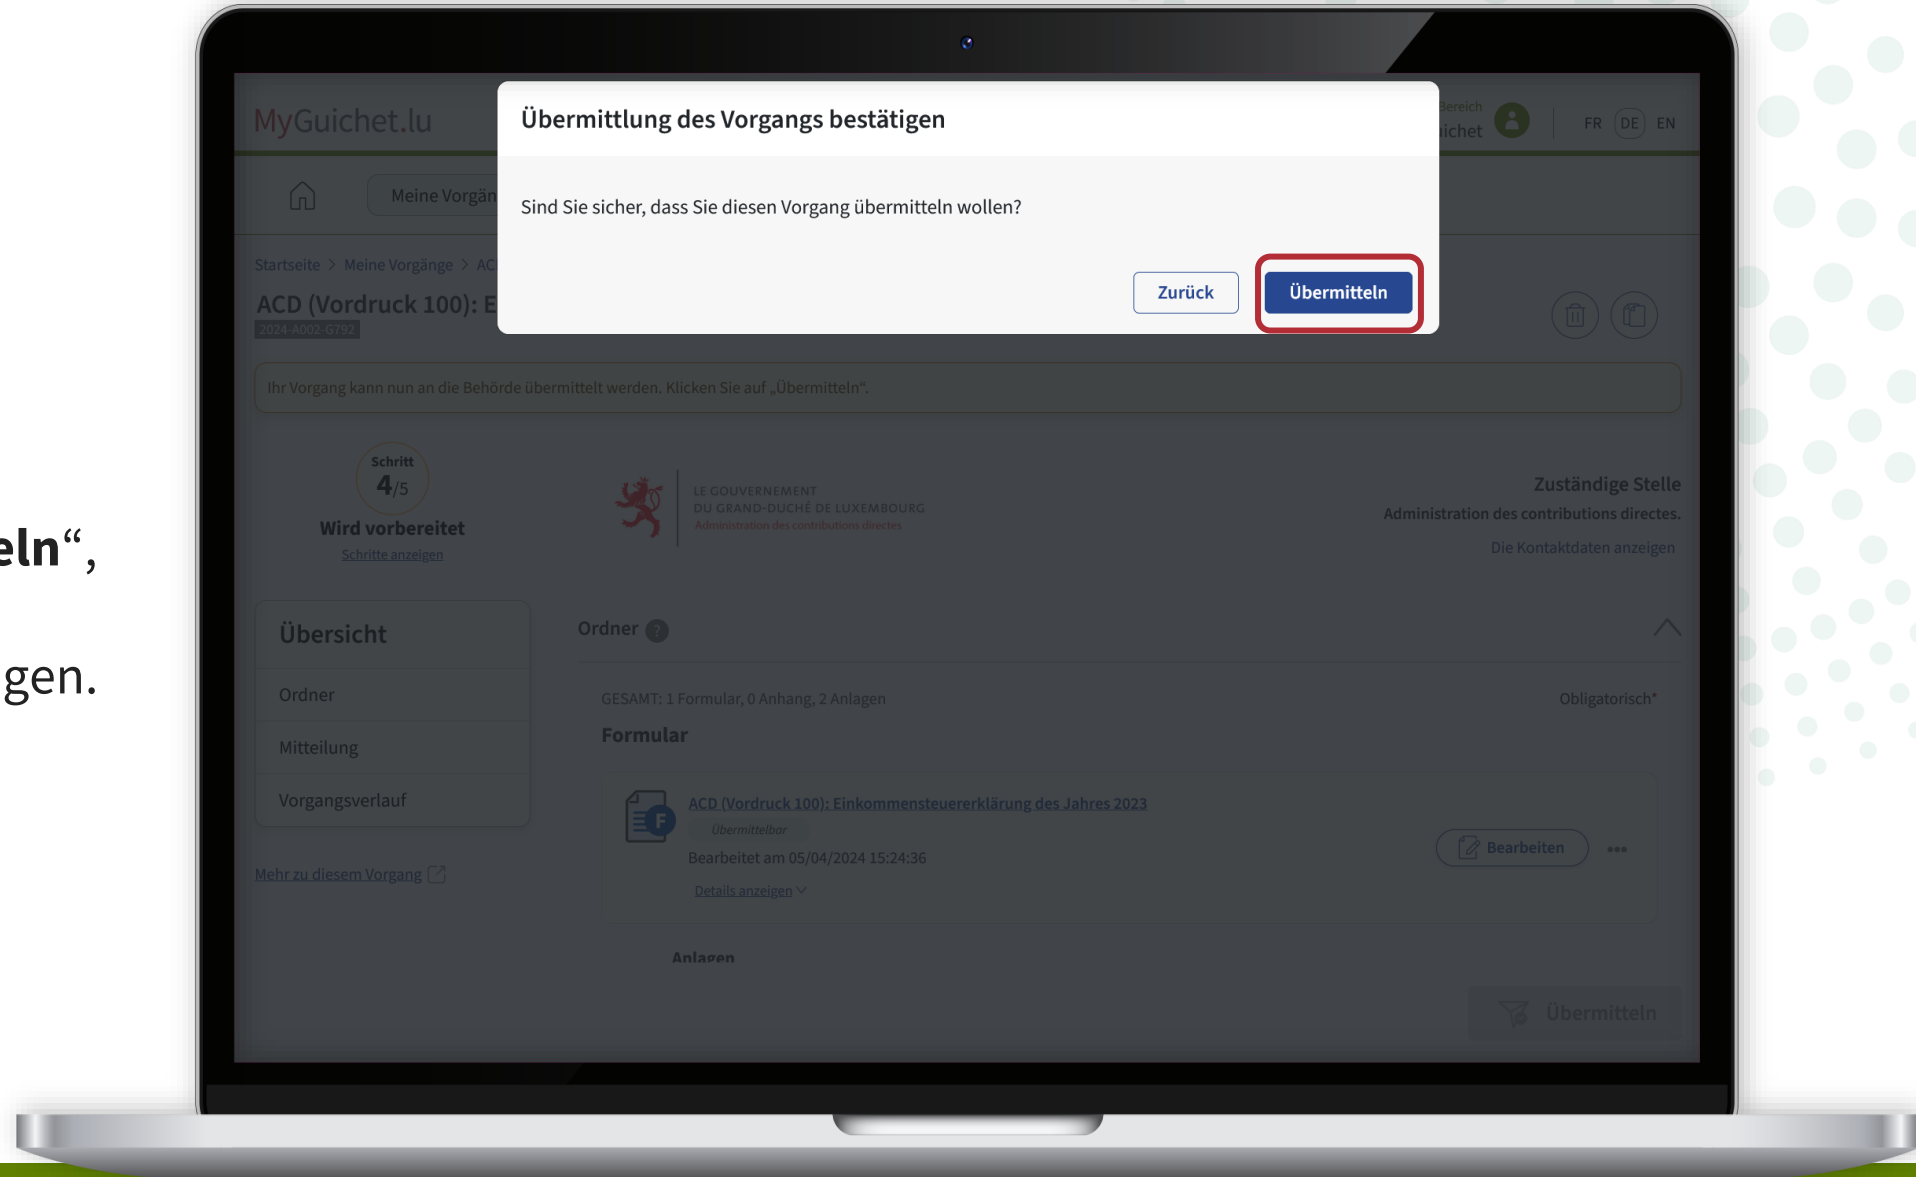 eln“,
gen.
MyGuichet.lu
Bereich
uichet
FR DE EN
Meine Vorgän
Übermittlung des Vorgangs bestätigen
Sind Sie sicher, dass Sie diesen Vorgang übermitteln wollen?
Zurück Übermitteln
Startseite > Meine Vorgänge > AC
ACD (Vordruck 100): E
2024-A002-G792
Ihr Vorgang kann nun an die Behörde übermittelt werden. Klicken Sie auf „Übermitteln“.
Schritt
4/5
Wird vorbereitet
Schritte anzeigen
LE GOUVERNEMENT
DU GRAND-DUCHÉ DE LUXEMBOURG
Administration des contributions directes
Zuständige Stelle
Administration des contributions directes.
Die Kontaktdaten anzeigen
Übersicht
Ordner
Mitteilung
Vorgangsverlauf
Mehr zu diesem Vorgang
Ordner ?
GESAMT: 1 Formular, 0 Anhang, 2 Anlagen
Obligatorisch*
Formular
F
ACD (Vordruck 100): Einkommensteuererklärung des Jahres 2023
Übermittelbar
Bearbeitet am 05/04/2024 15:24:36
Details anzeigen
Bearbeiten
Anlagen
Übermitteln